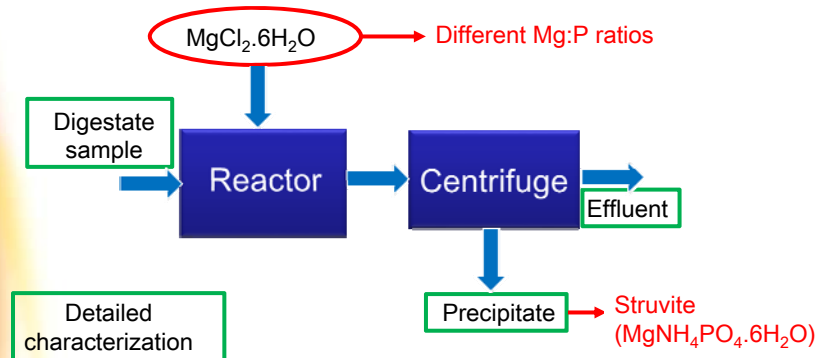 MgCl₂.6H₂O
Different Mg:P ratios
Digestate
sample
Reactor
Centrifuge
Effluent
Precipitate
Struvite
(MgNH₄PO₄.6H₂O)
Detailed
characterization